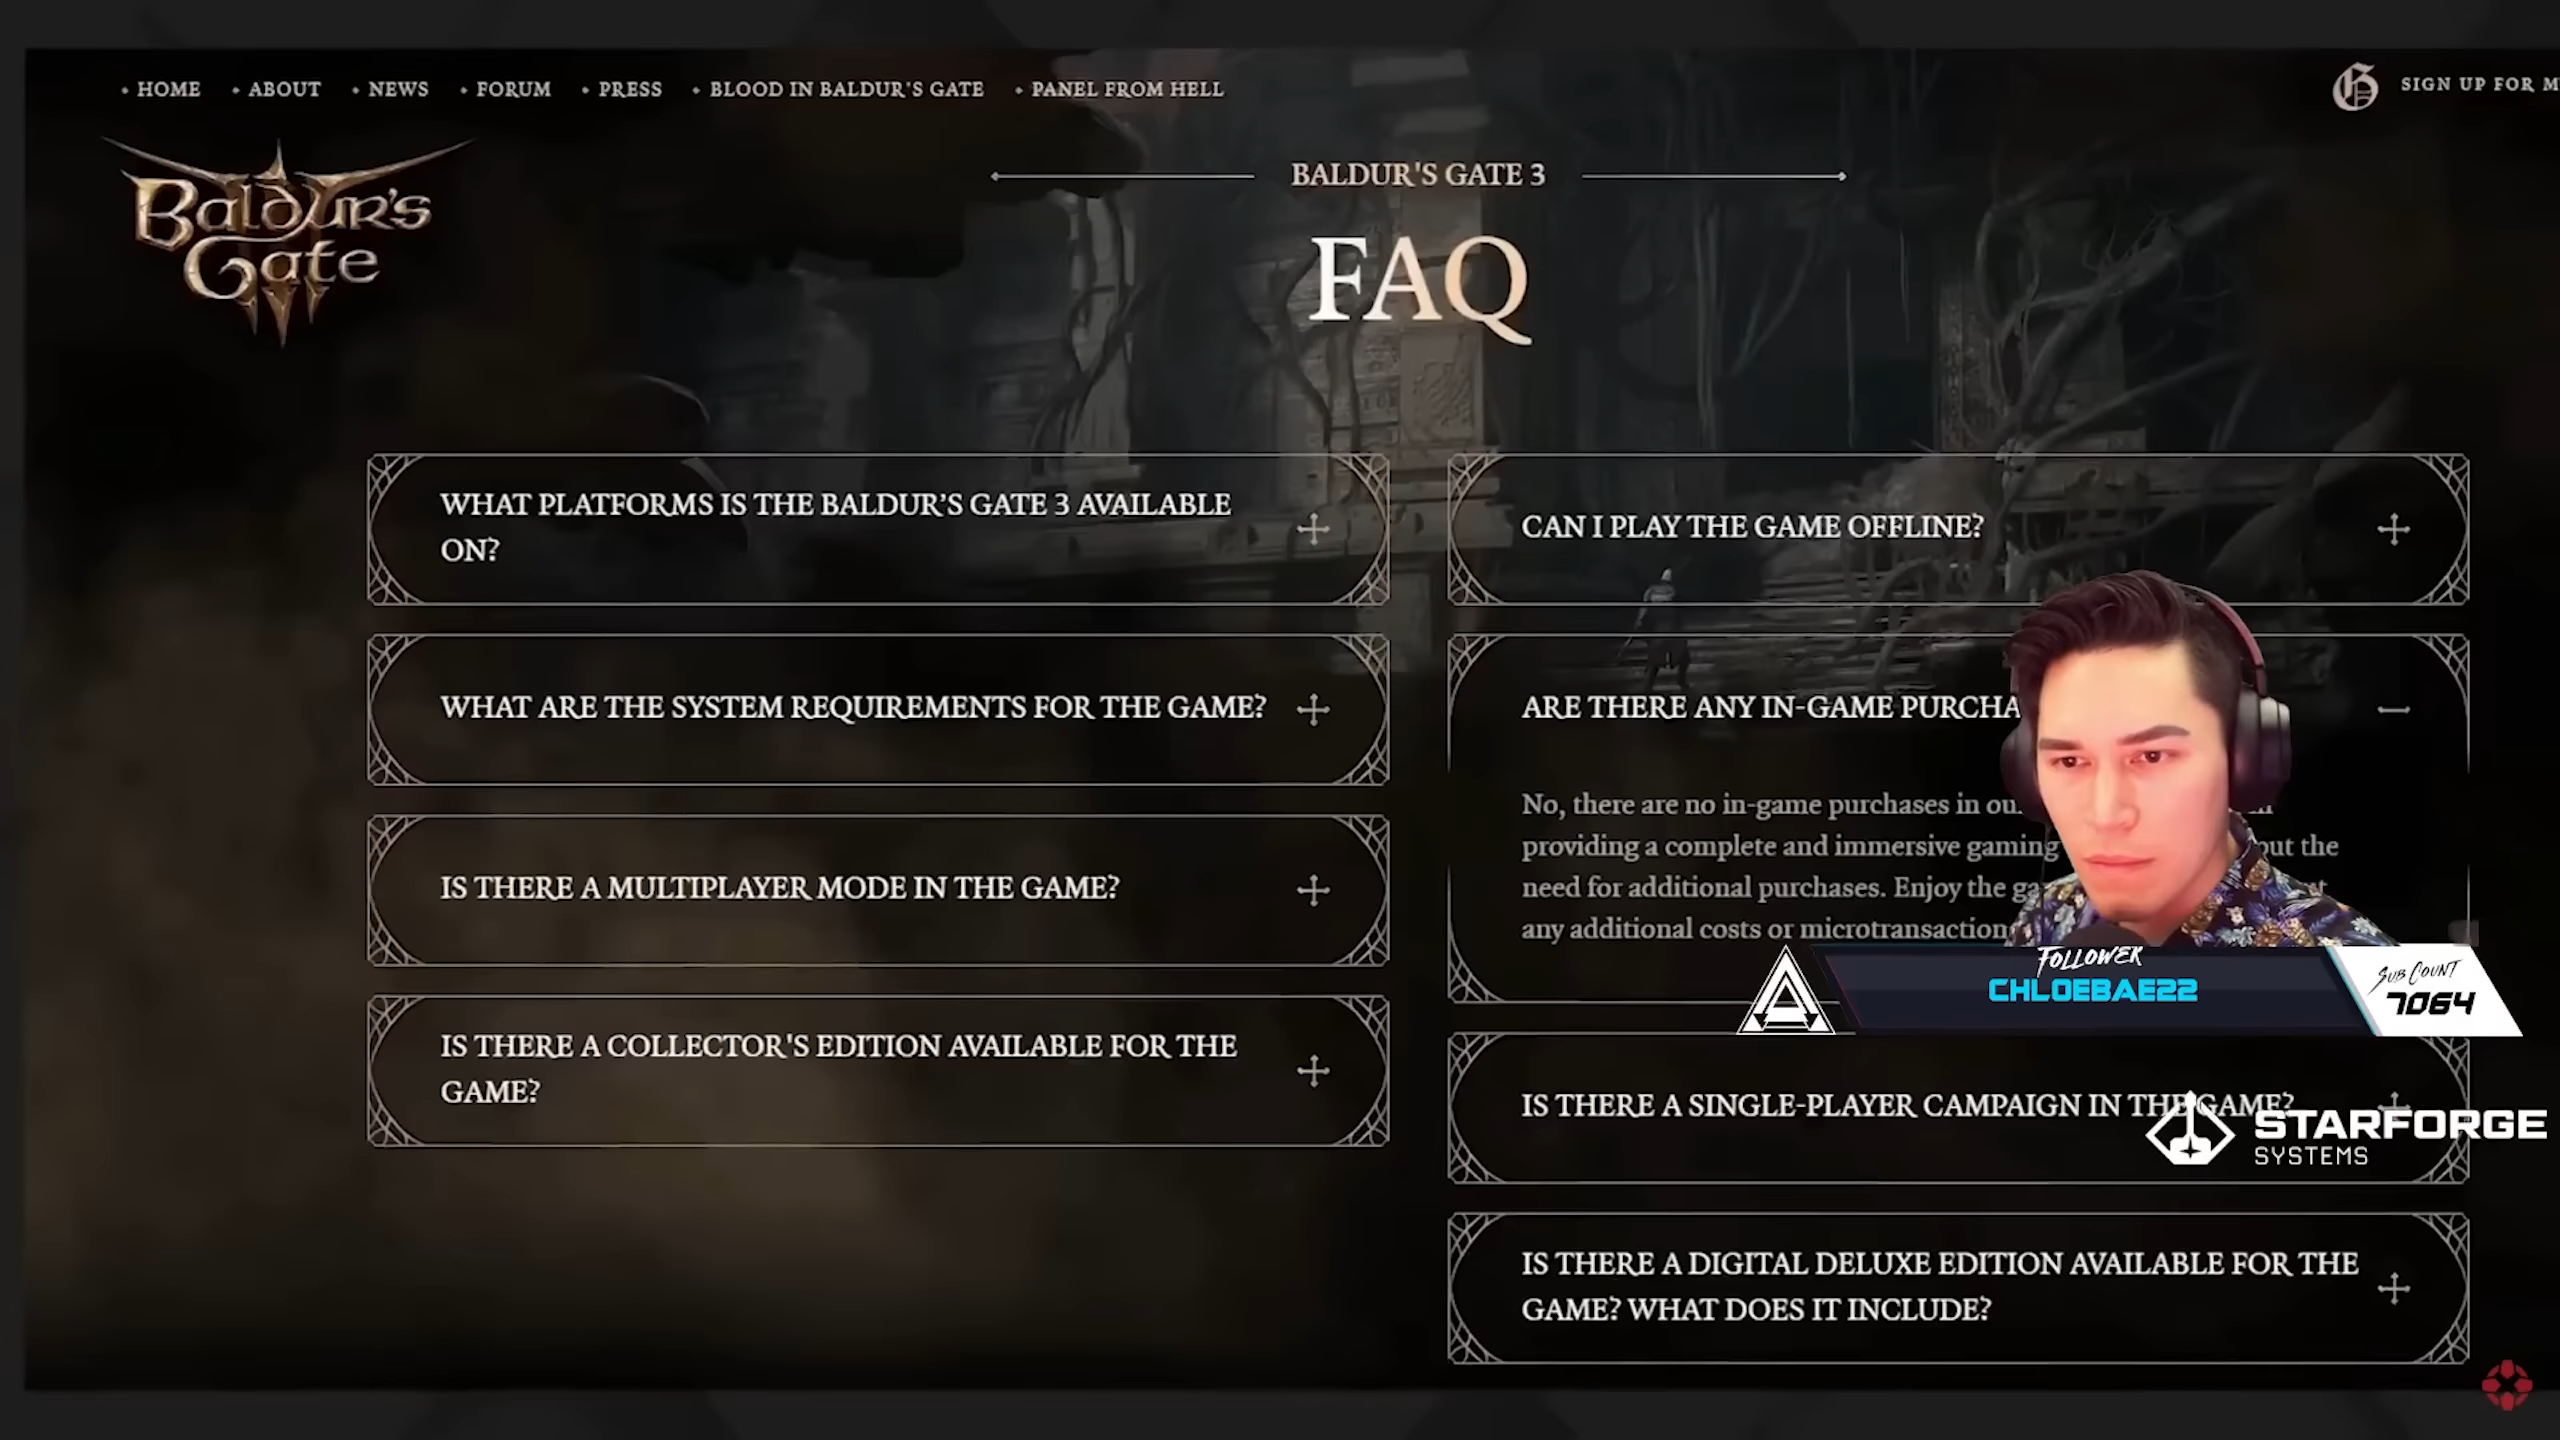 HOME
ABOUT
NEWS
FORUM
PRESS
BLOOD IN BALDUR'S GATE
PANEL FROM HELL
SIGN UP FOR
Baldur's
Gate
BALDUR'S GATE 3
FAQ
WHAT PLATFORMS IS THE BALDUR’S GATE 3 AVAILABLE
ON?
WHAT ARE THE SYSTEM REQUIREMENTS FOR THE GAME?
IS THERE A MULTIPLAYER MODE IN THE GAME?
IS THERE A COLLECTOR'S EDITION AVAILABLE FOR THE
GAME?
CAN I PLAY THE GAME OFFLINE?
ARE THERE ANY IN-GAME
No, there are no in-game purchases in
providing a complete and immersive gaming the
need for additional purchases. Enjoy the
any additional costs or
FOLLOWER
CHLOEBAE22
SUB COUNT
7064
IS THERE A SINGLE-PLAYER CAMPAIGN IN THE GAME?
STARFORGE
SYSTEMS
IS THERE A DIGITAL DELUXE EDITION AVAILABLE FOR THE
GAME? WHAT DOES IT INCLUDE?